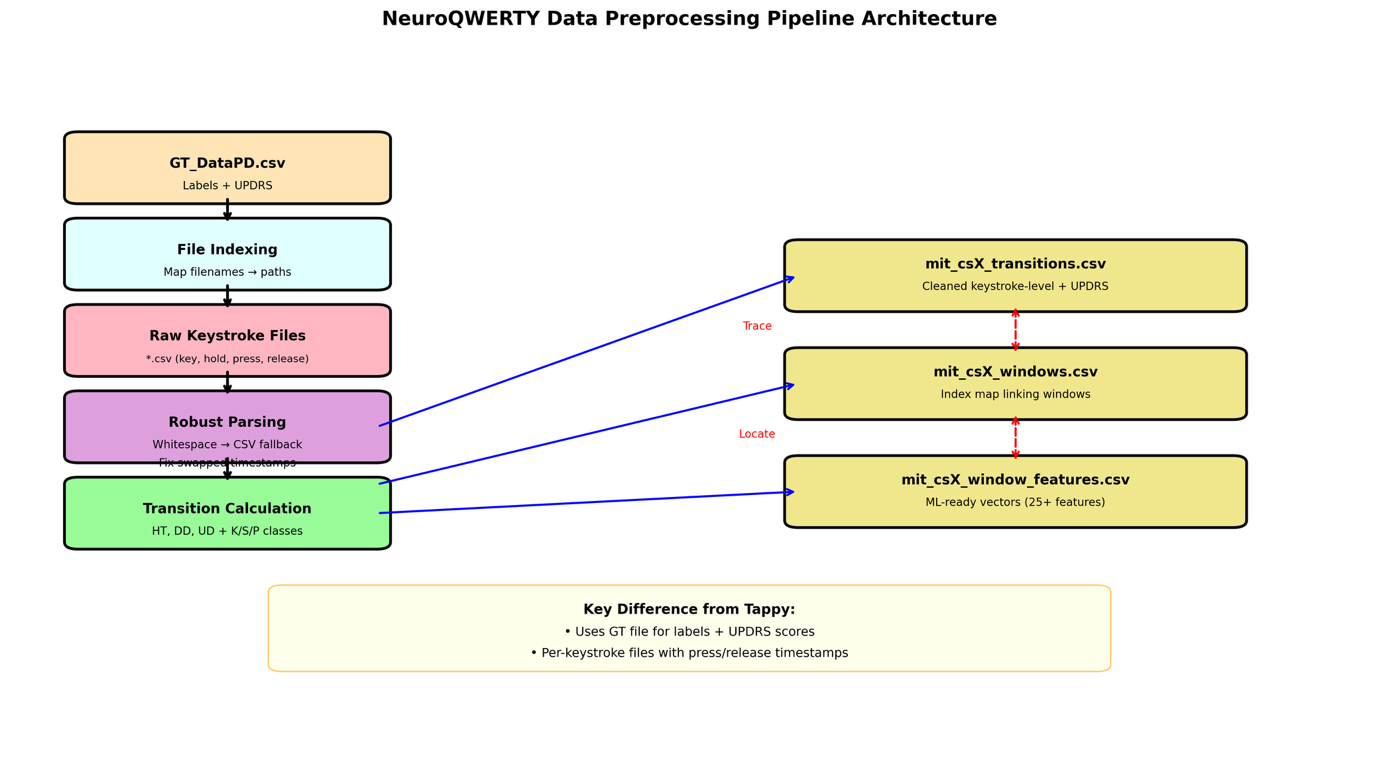 NeuroQWERTY Data Preprocessing Pipeline Architecture
GT_DataPD.csv
Labels + UPDRS
File Indexing
Map filenames → paths
Raw Keystroke Files
*.csv (key, hold, press, release)
Robust Parsing
Whitespace → CSV fallback
Fix swapped timestamps
Transition Calculation
HT, DD, UD + K/S/P classes
mit_csX_transitions.csv
Cleaned keystroke-level + UPDRS
Trace
mit_csX_windows.csv
Index map linking windows
Locate
mit_csX_window_features.csv
ML-ready vectors (25+ features)
Key Difference from Tappy:
• Uses GT file for labels + UPDRS scores
• Per-keystroke files with press/release timestamps